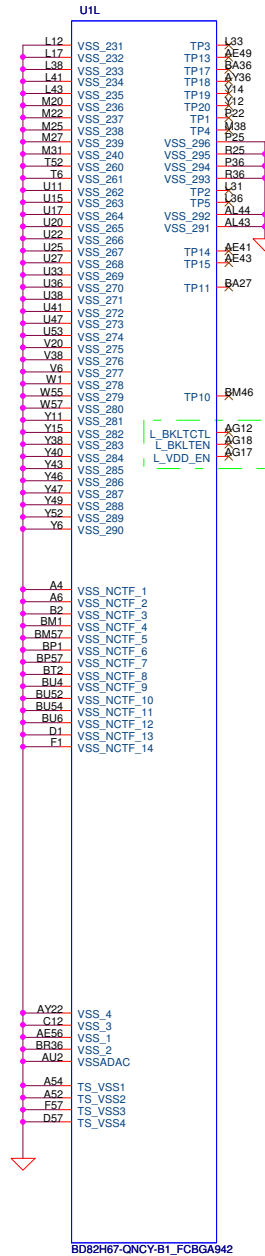 U1L
L12 VSS_231 TP3 L33
L17 VSS_232 TP13 AE49
L38 VSS_233 TP17 BA36
L41 VSS_234 TP18 AY36
L43 VSS_235 TP19 Y14
M20 VSS_236 TP20 Y12
M22 VSS_237 TP1 P22
M25 VSS_238 TP4 M38
M27 VSS_239 VSS_296 P25
M31 VSS_240 VSS_295 R25
T52 VSS_260 VSS_294 P36
T6 VSS_261 VSS_293 R36
U11 VSS_262 TP2 L31
U15 VSS_263 TP5 L36
U17 VSS_264 VSS_292 AL44
U20 VSS_265 VSS_291 AL43
U22 VSS_266
U25 VSS_267 TP14 AE41
U27 VSS_268 TP15 AE43
U33 VSS_269
U36 VSS_270 TP11 BA27
U38 VSS_271
U41 VSS_272
U47 VSS_273
U53 VSS_274
V20 VSS_275
V38 VSS_276
V6 VSS_277
W1 VSS_278
W55 VSS_279 TP10 BM46
W57 VSS_280
Y11 VSS_281
Y15 VSS_282 L_BKLTCTL AG12
Y38 VSS_283 L_BKLTEN AG18
Y40 VSS_284 L_VDD_EN AG17
Y43 VSS_285
Y46 VSS_286
Y47 VSS_287
Y49 VSS_288
Y52 VSS_289
Y6 VSS_290
A4 VSS_NCTF_1
A6 VSS_NCTF_2
B2 VSS_NCTF_3
BM1 VSS_NCTF_4
BM57 VSS_NCTF_5
BP1 VSS_NCTF_6
BP57 VSS_NCTF_7
BT2 VSS_NCTF_8
BU4 VSS_NCTF_9
BU52 VSS_NCTF_10
BU54 VSS_NCTF_11
BU6 VSS_NCTF_12
D1 VSS_NCTF_13
F1 VSS_NCTF_14
AY22 VSS_4
C12 VSS_3
AE56 VSS_1
BR36 VSS_2
AU2 VSSADAC
A54 TS_VSS1
A52 TS_VSS2
F57 TS_VSS3
D57 TS_VSS4
BD82H67-QNCY-B1_FCBGA942